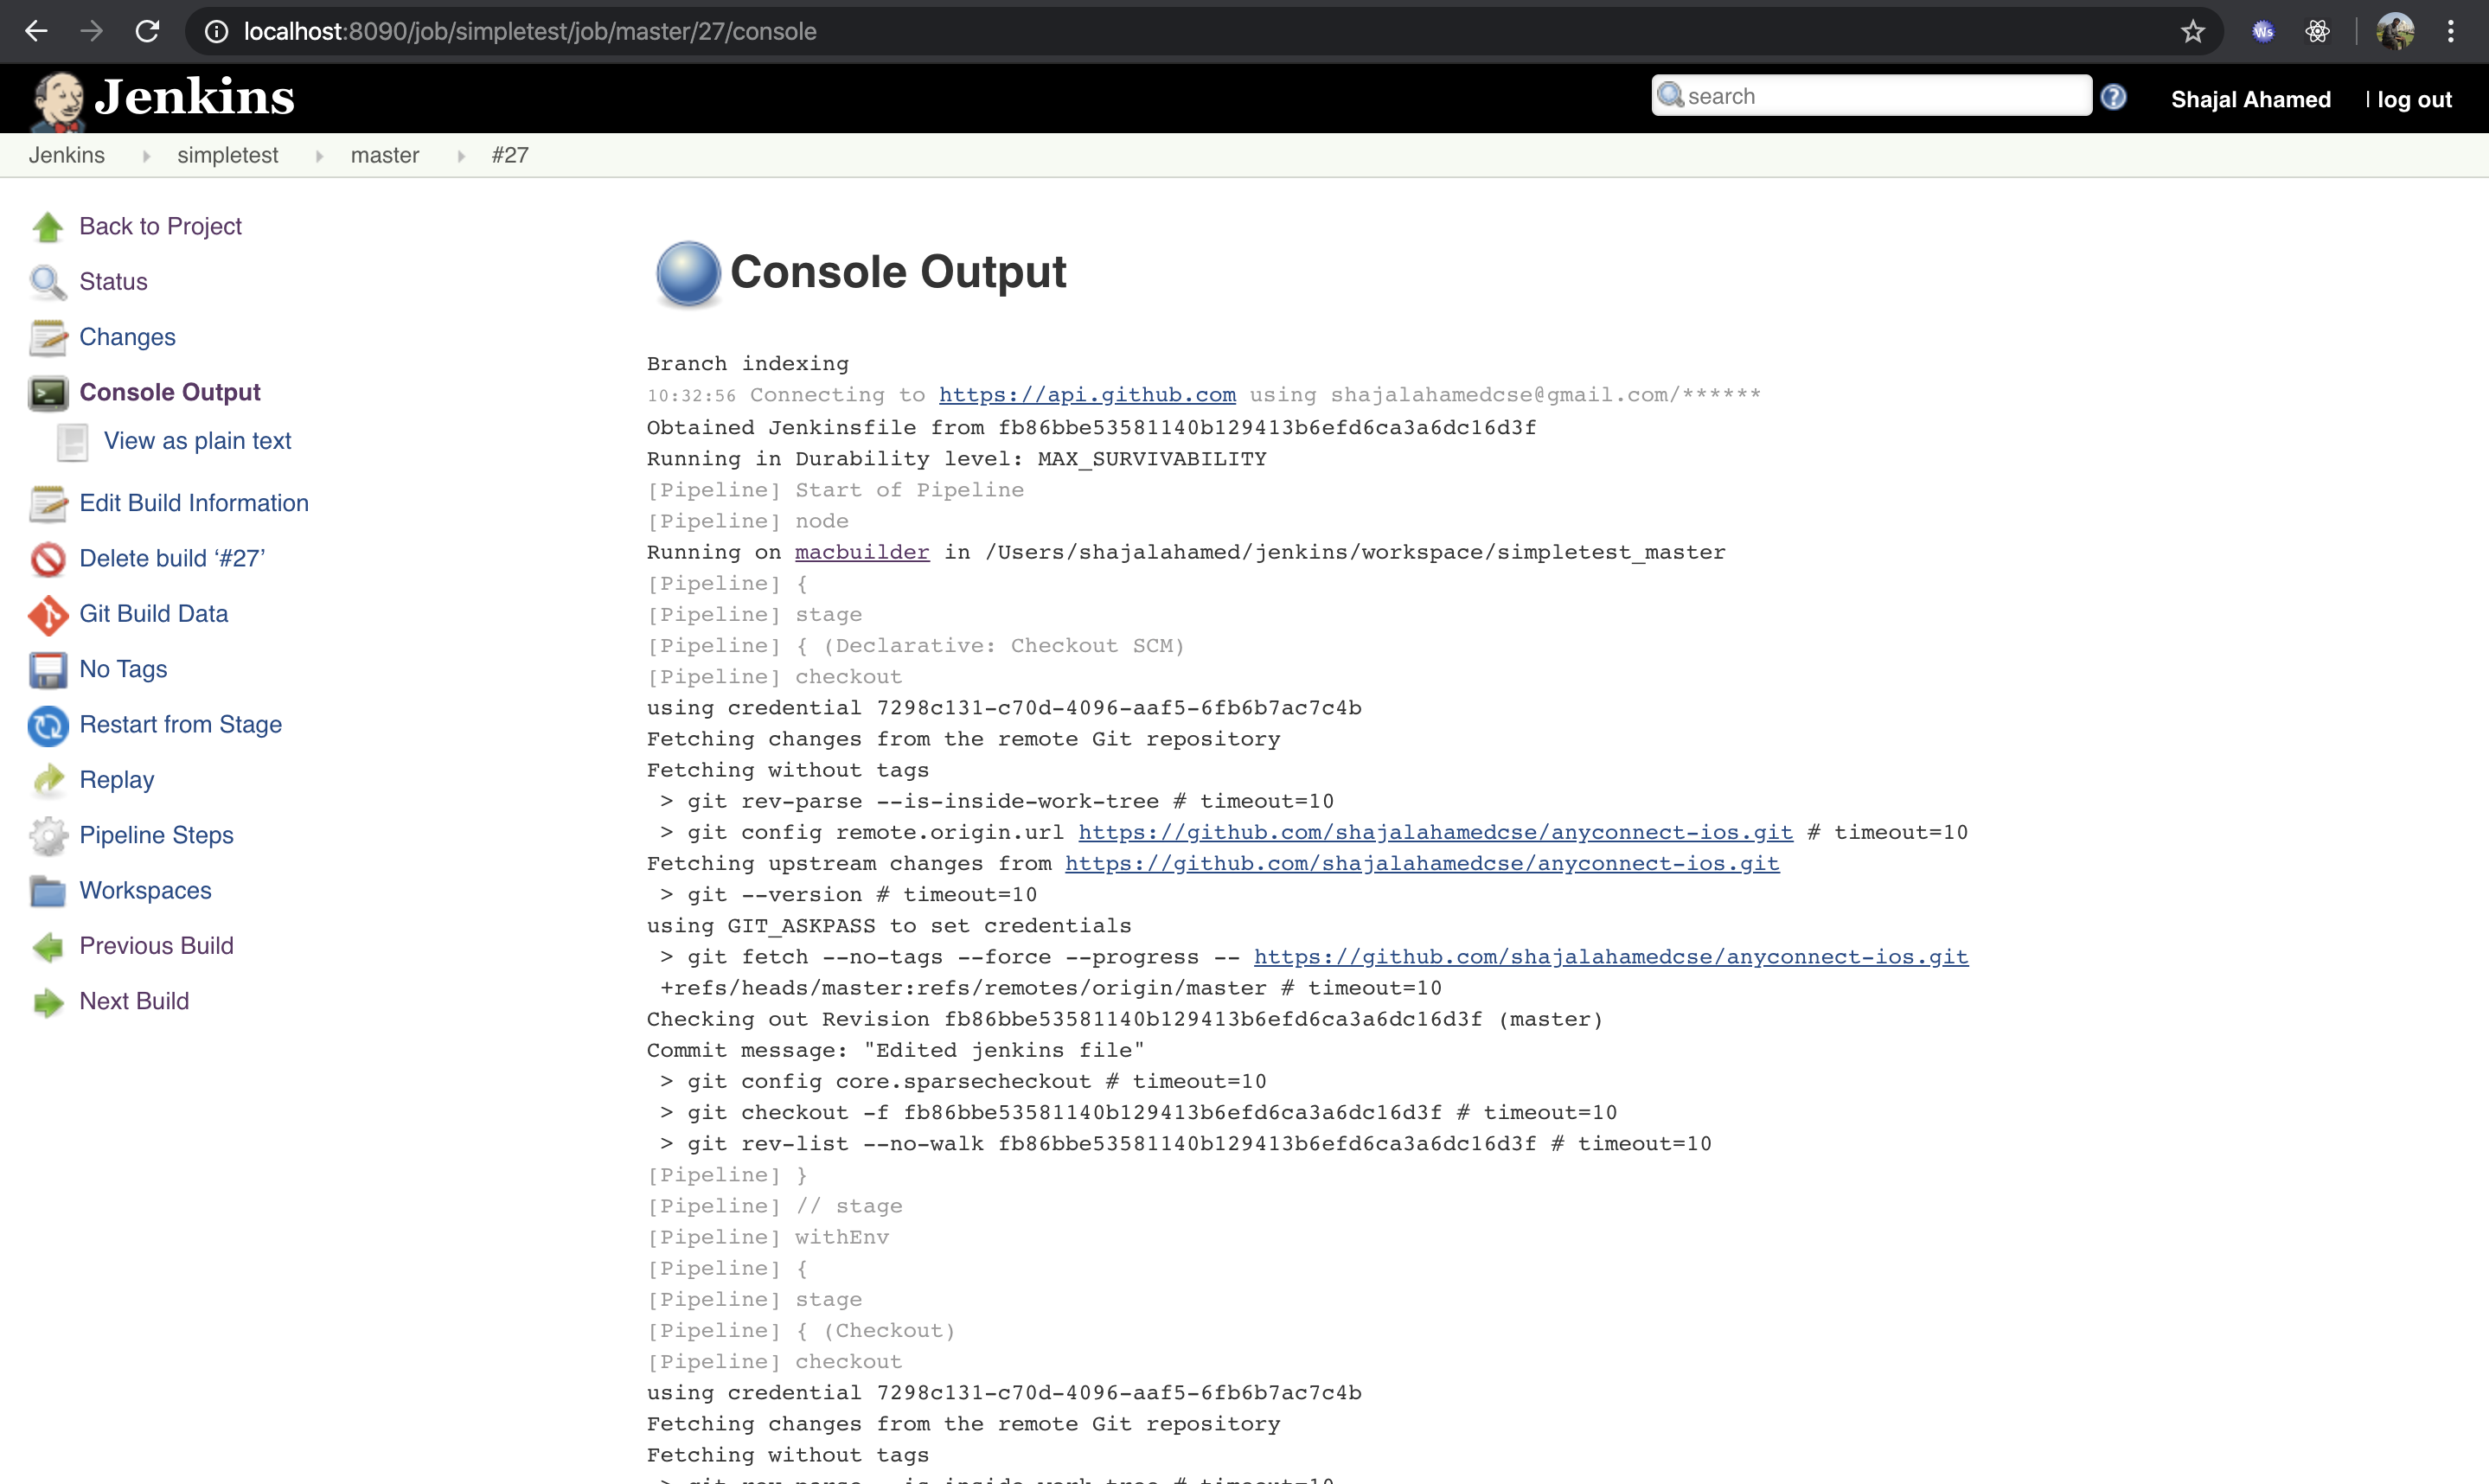 localhost:8090/job/simpletest/job/master/27/console
Ws
Jenkins
search
?
Shajal Ahamed
| log out
Jenkins
simpletest
master
#27
Back to Project
Status
Changes
Console Output
View as plain text
Edit Build Information
Delete build ‘#27’
Git Build Data
No Tags
Restart from Stage
Replay
Pipeline Steps
Workspaces
Previous Build
Next Build
Console Output
Branch indexing
10:32:56 Connecting to https://api.github.com using shajalahamedcse@gmail.com/******
Obtained Jenkinsfile from fb86bbe53581140b129413b6efd6ca3a6dc16d3f
Running in Durability level: MAX_SURVIVABILITY
[Pipeline] Start of Pipeline
[Pipeline] node
Running on macbuilder in /Users/shajalahamed/jenkins/workspace/simpletest_master
[Pipeline] {
[Pipeline] stage
[Pipeline] { (Declarative: Checkout SCM)
[Pipeline] checkout
using credential 7298c131-c70d-4096-aaf5-6fb6b7ac7c4b
Fetching changes from the remote Git repository
Fetching without tags
 > git rev-parse --is-inside-work-tree # timeout=10
 > git config remote.origin.url https://github.com/shajalahamedcse/anyconnect-ios.git # timeout=10
Fetching upstream changes from https://github.com/shajalahamedcse/anyconnect-ios.git
 > git --version # timeout=10
using GIT_ASKPASS to set credentials
 > git fetch --no-tags --force --progress -- https://github.com/shajalahamedcse/anyconnect-ios.git
 +refs/heads/master:refs/remotes/origin/master # timeout=10
Checking out Revision fb86bbe53581140b129413b6efd6ca3a6dc16d3f (master)
Commit message: "Edited jenkins file"
 > git config core.sparsecheckout # timeout=10
 > git checkout -f fb86bbe53581140b129413b6efd6ca3a6dc16d3f # timeout=10
 > git rev-list --no-walk fb86bbe53581140b129413b6efd6ca3a6dc16d3f # timeout=10
[Pipeline] }
[Pipeline] // stage
[Pipeline] withEnv
[Pipeline] {
[Pipeline] stage
[Pipeline] { (Checkout)
[Pipeline] checkout
using credential 7298c131-c70d-4096-aaf5-6fb6b7ac7c4b
Fetching changes from the remote Git repository
Fetching without tags
 > git rev-parse --is-inside-work-tree # timeout=10